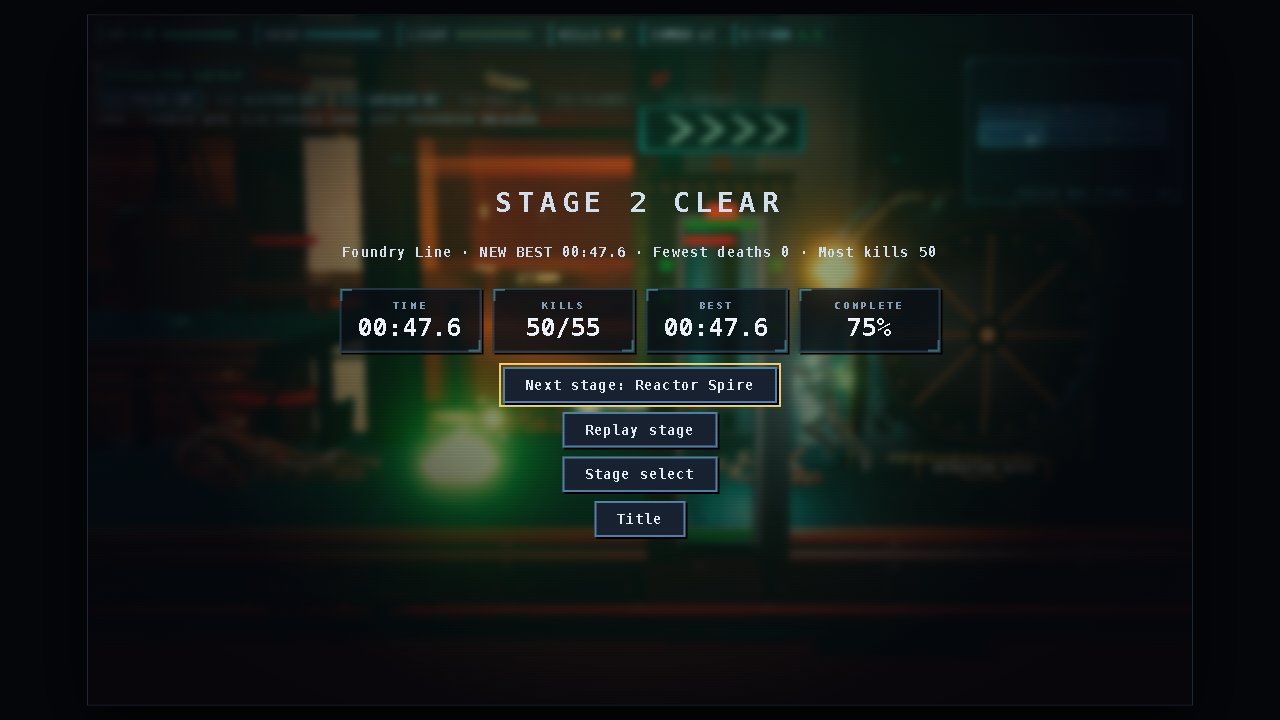 STAGE 2 CLEAR
Foundry Line · NEW BEST 00:47.6 · Fewest deaths 0 · Most kills 50
TIME KILLS BEST COMPLETE
00:47.6 50/55 00:47.6 75%
Next stage: Reactor Spire
Replay stage
Stage select
Title